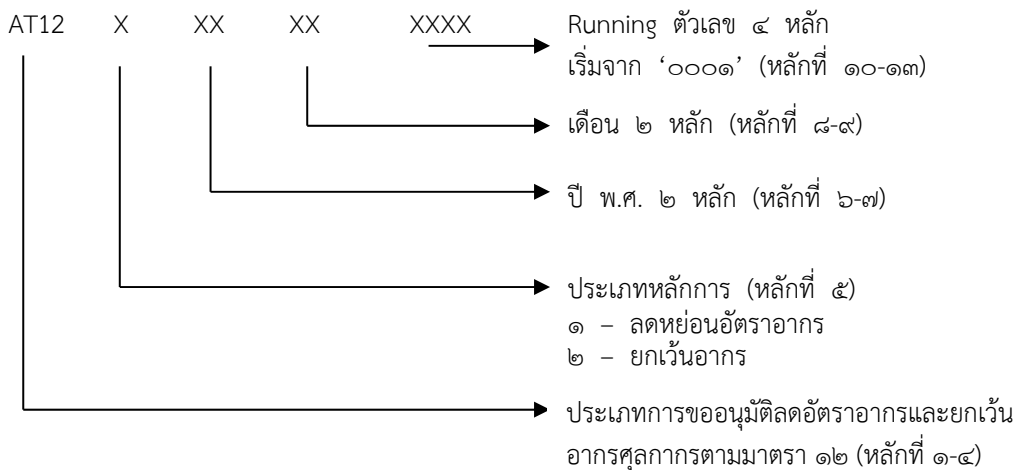 AT12 X XX XX XXXX Running ตัวเลข ๔ หลัก
เริ่มจาก ‘๐๐๐๑’ (หลักที่ ๑๐-๑๓)
เดือน ๒ หลัก (หลักที่ ๘-๙)
ปี พ.ศ. ๒ หลัก (หลักที่ ๖-๗)
ประเภทหลักการ (หลักที่ ๕)
๑ – ลดหย่อนอัตราอากร
๒ – ยกเว้นอากร
ประเภทการขออนุมัติลดอัตราอากรและยกเว้น
อากรศุลกากรตามมาตรา ๑๒ (หลักที่ ๑-๔)